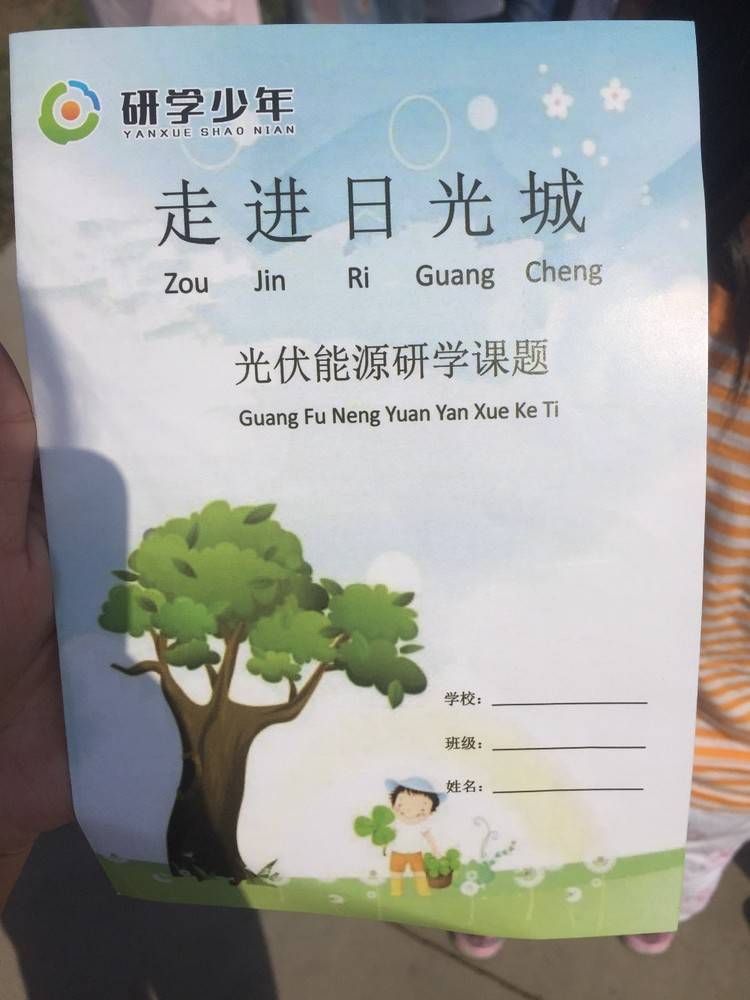 研学少年
YANXUE SHAO NIAN
走进日光城
Zou Jin Ri Guang Cheng
光伏能源研学课题
Guang Fu Neng Yuan Yan Xue Ke Ti
学校：
班级：
姓名：